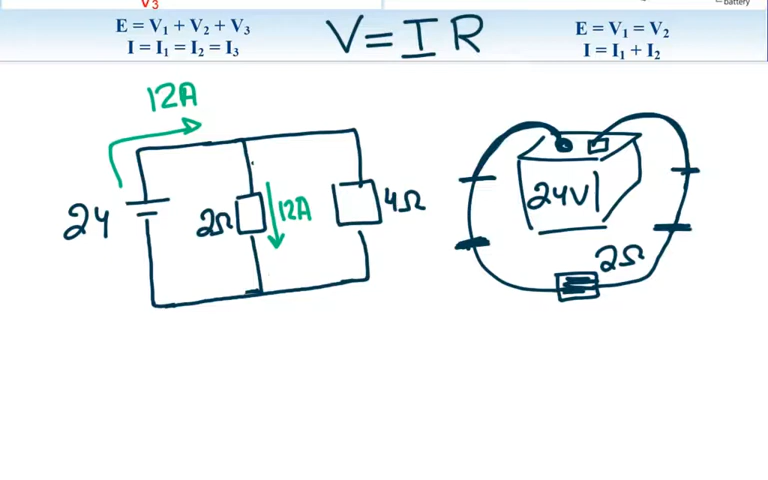 V3
battery
E = V₁ + V₂ + V₃
I = I₁ = I₂ = I₃
V = I R
E = V₁ = V₂
I = I₁ + I₂
12A
24
2Ω
12A
4Ω
24V
2Ω